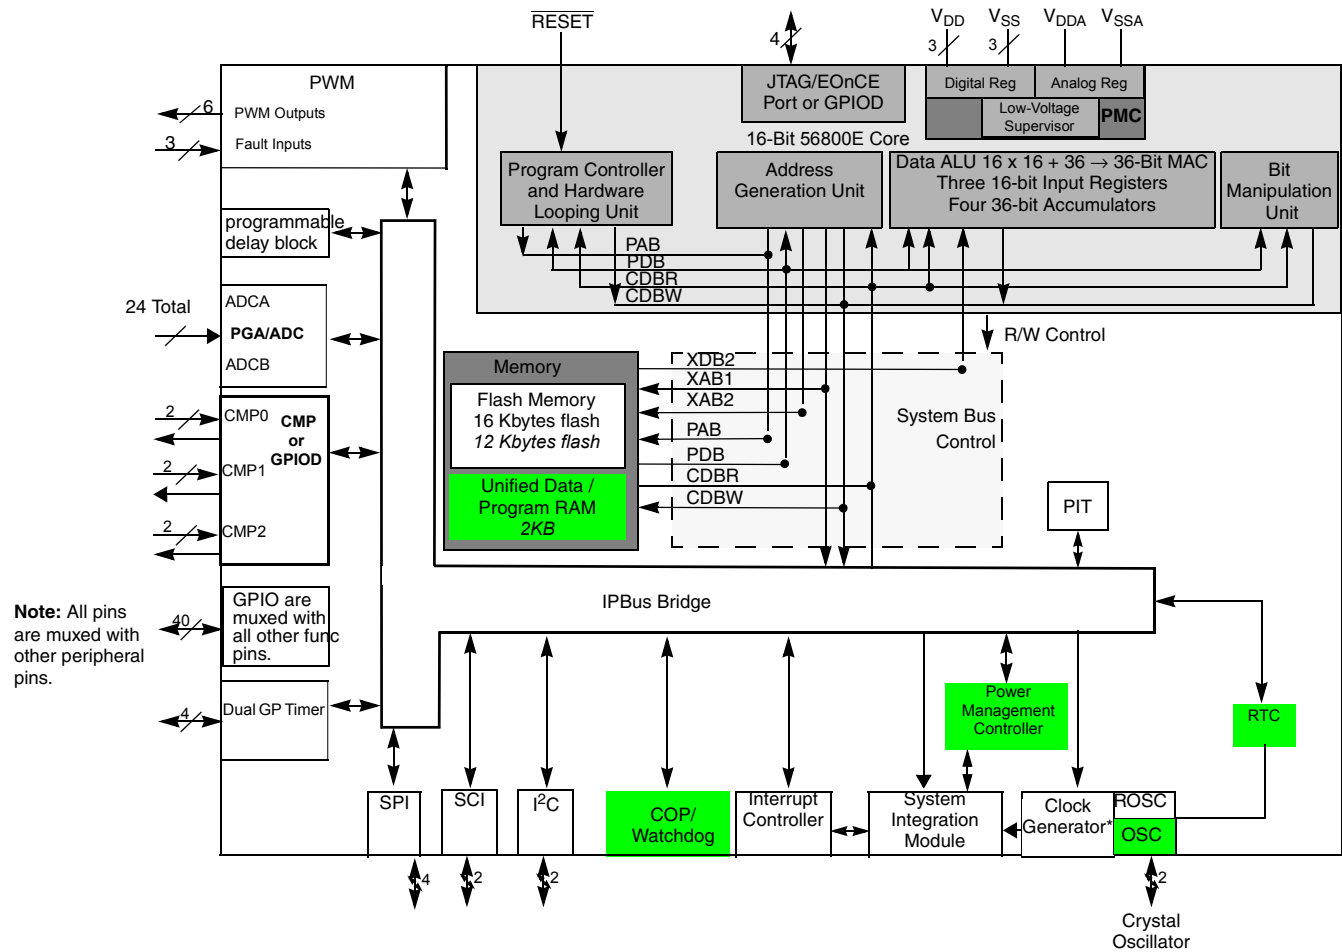 RESET
4
VDD
VSS
VDDA
VSSA
3
3
PWM
PWM Outputs
Fault Inputs
6
3
JTAG/EOnCE
Port or GPIOD
Digital Reg
Analog Reg
Low-Voltage
Supervisor
PMC
16-Bit 56800E Core
Program Controller
and Hardware
Looping Unit
Address
Generation Unit
Data ALU 16 x 16 + 36 → 36-Bit MAC
Three 16-bit Input Registers
Four 36-bit Accumulators
Bit
Manipulation
Unit
PAB
PDB
CDBR
CDBW
programmable
delay block
24 Total
ADCA
PGA/ADC
ADCB
R/W Control
Memory
Flash Memory
16 Kbytes flash
12 Kbytes flash
Unified Data /
Program RAM
2KB
XDB2
XAB1
XAB2
PAB
PDB
CDBR
CDBW
System Bus
Control
2
CMP0
CMP
or
GPIOD
2
CMP1
2
CMP2
PIT
IPBus Bridge
Note: All pins
are muxed with
other peripheral
pins.
40
GPIO are
muxed with
all other func
pins.
4
Dual GP Timer
Power
Management
Controller
RTC
SPI
SCI
I2C
COP/
Watchdog
Interrupt
Controller
System
Integration
Module
Clock
Generator*
ROSC
OSC
4
2
2
2
Crystal
Oscillator